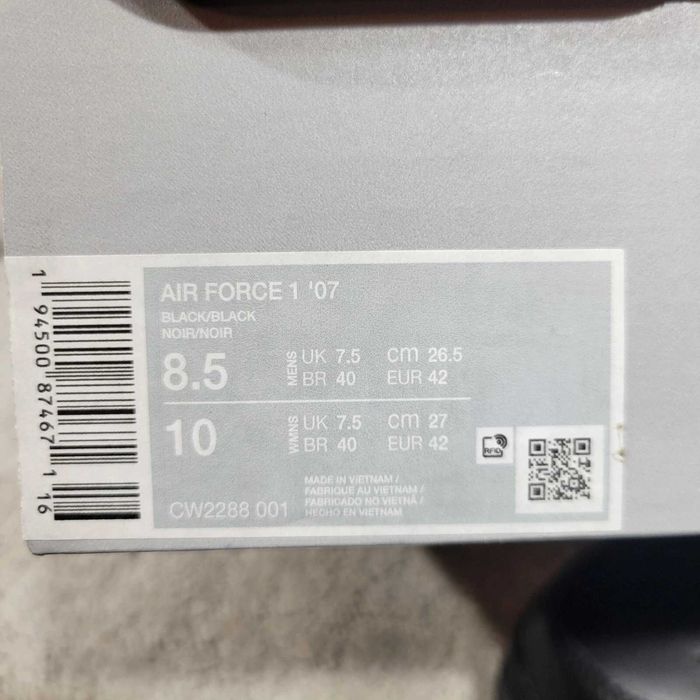 AIR FORCE 1 '07
BLACK/BLACK
NOIR/NOIR
8.5 MENS UK 7.5 cm 26.5
BR 40 EUR 42
10 WMNS UK 7.5 cm 27
BR 40 EUR 42
RFID
MADE IN VIETNAM /
FABRIQUE AU VIETNAM /
FABRICADO NO VIETNÃ /
HECHO EN VIETNAM
CW2288 001
1 94500 87467 1 16